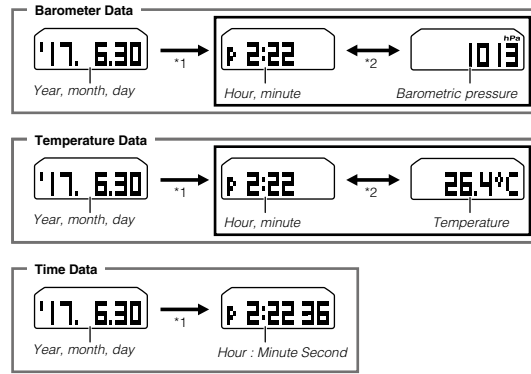 Barometer Data
'17. 6.30
*1
P 2:22
*2
hPa
1013
Year, month, day
Hour, minute
Barometric pressure
Temperature Data
'17. 6.30
*1
P 2:22
*2
26.4°C
Year, month, day
Hour, minute
Temperature
Time Data
'17. 6.30
*1
P 2:22 36
Year, month, day
Hour : Minute Second